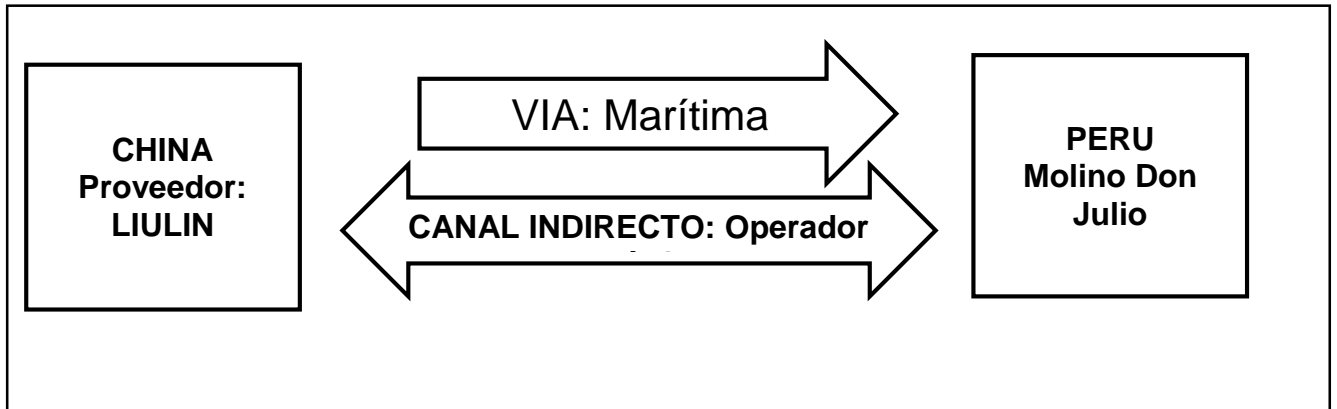 CHINA
Proveedor:
LIULIN
VIA: Marítima
CANAL INDIRECTO: Operador
PERU
Molino Don
Julio